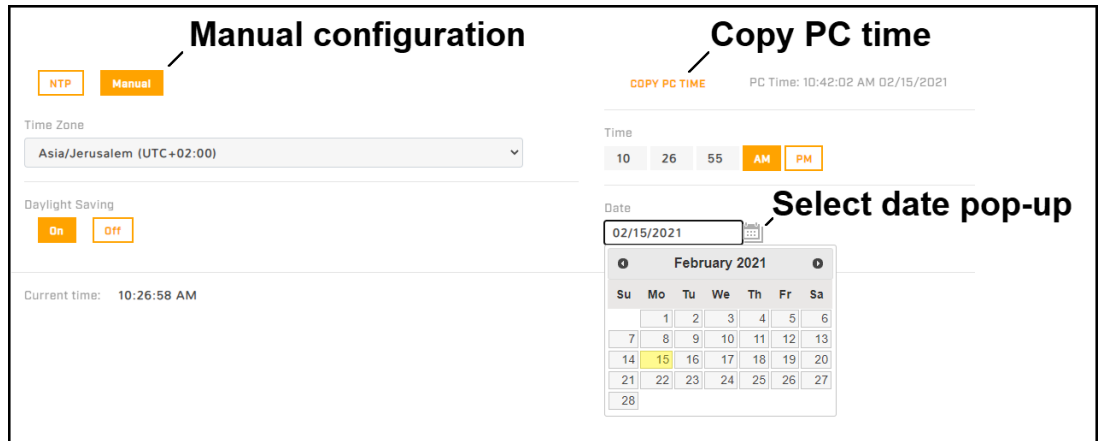 Manual configuration
Copy PC time
NTP Manual
COPY PC TIME PC Time: 10:42:02 AM 02/15/2021
Time Zone
Asia/Jerusalem (UTC+02:00)
Time
10 26 55 AM PM
Daylight Saving
On Off
Date
Select date pop-up
02/15/2021
February 2021
Su Mo Tu We Th Fr Sa
1 2 3 4 5 6
7 8 9 10 11 12 13
14 15 16 17 18 19 20
21 22 23 24 25 26 27
28
Current time: 10:26:58 AM